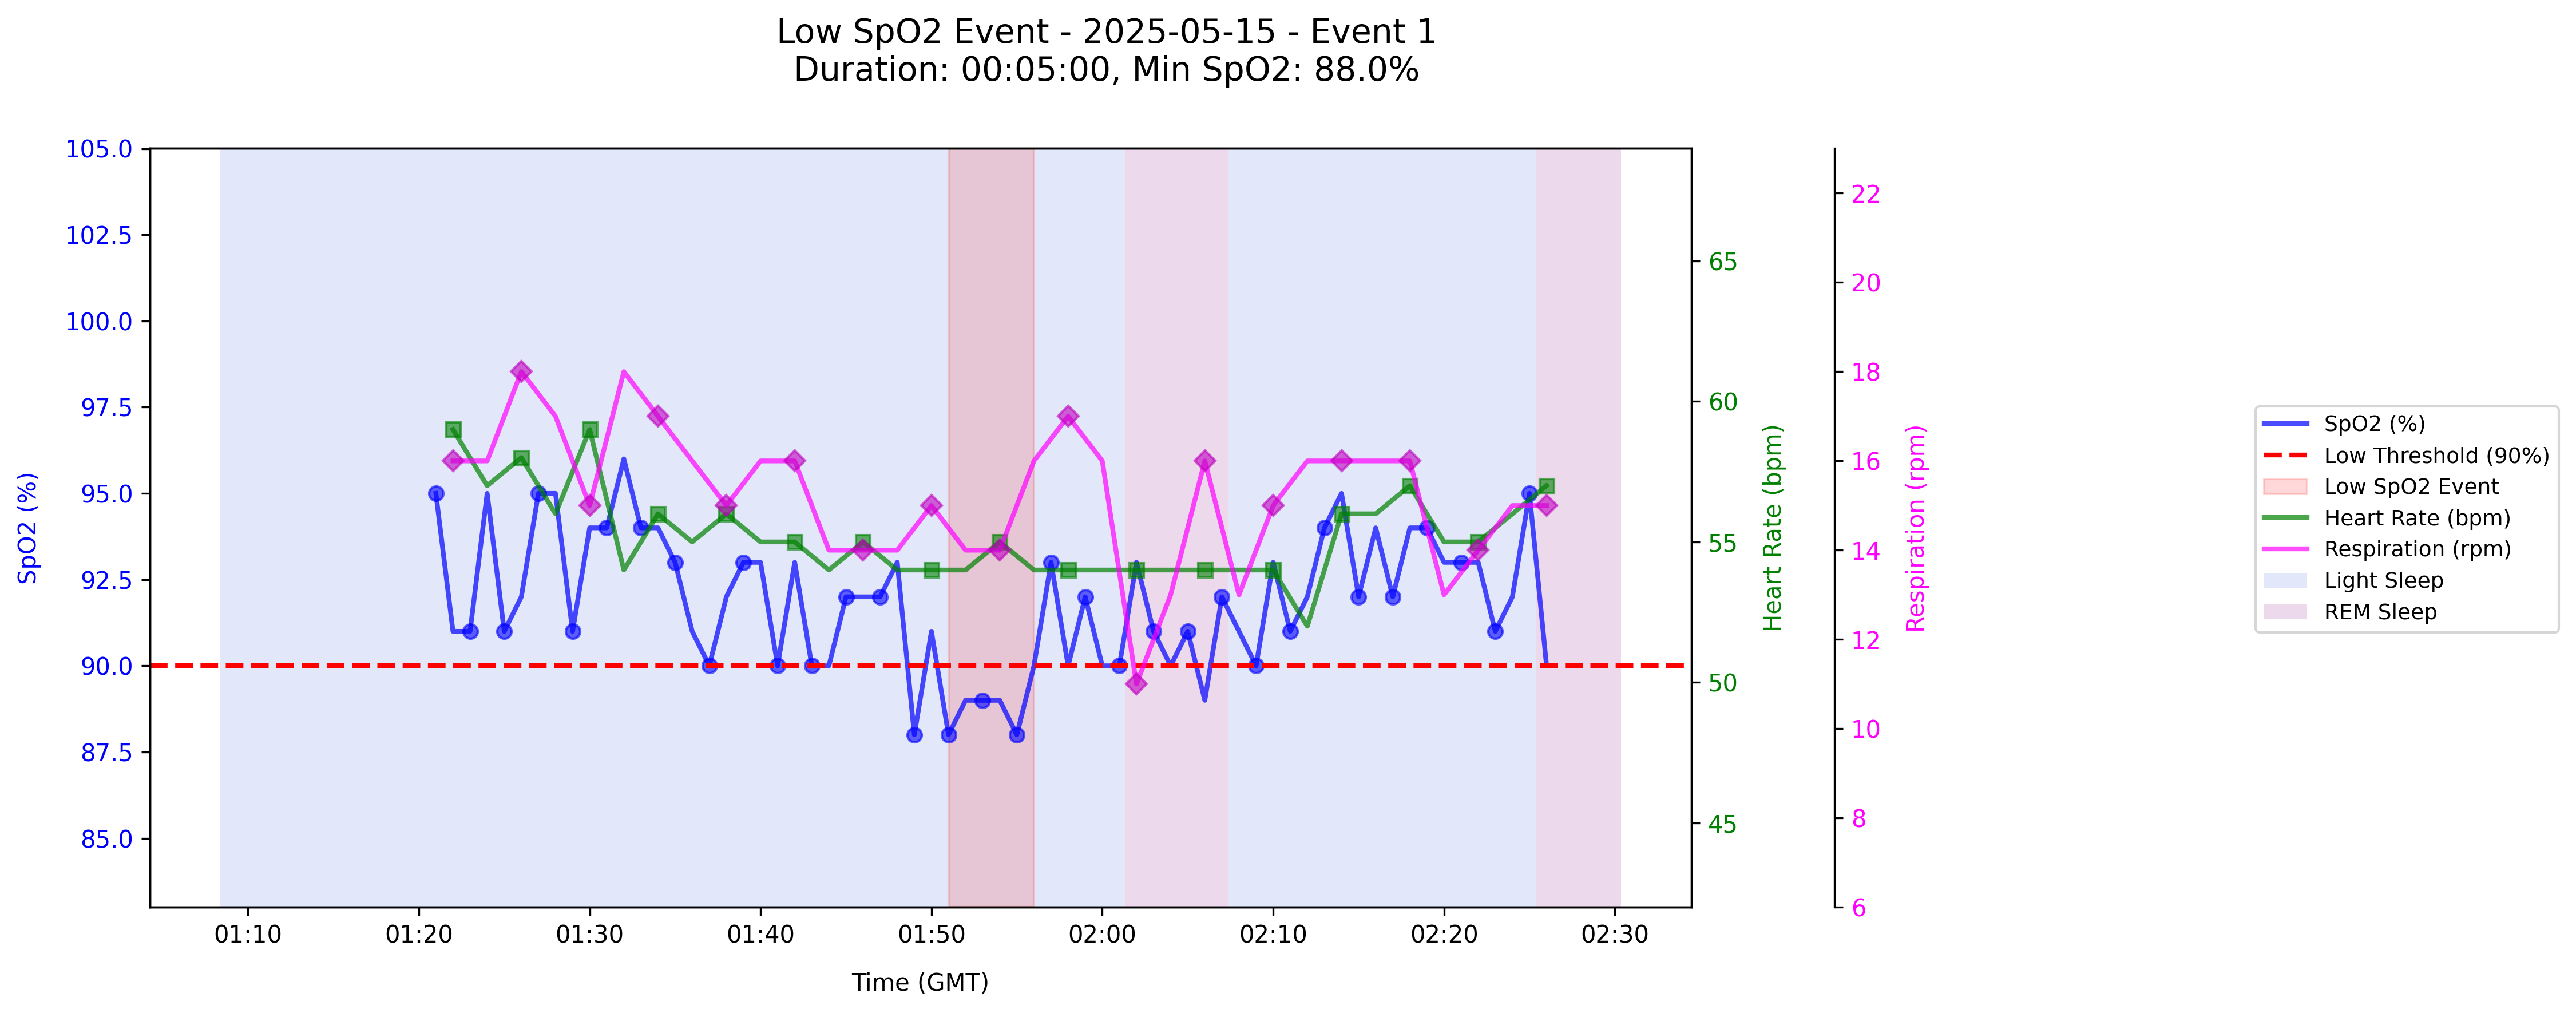 Low SpO2 Event - 2025-05-15 - Event 1
Duration: 00:05:00, Min SpO2: 88.0%
105.0
102.5
100.0
97.5
95.0
92.5
90.0
87.5
85.0
SpO2 (%)
01:10
01:20
01:30
01:40
01:50
02:00
02:10
02:20
02:30
Time (GMT)
65
60
55
50
45
Heart Rate (bpm)
22
20
18
16
14
12
10
8
6
Respiration (rpm)
SpO2 (%)
Low Threshold (90%)
Low SpO2 Event
Heart Rate (bpm)
Respiration (rpm)
Light Sleep
REM Sleep